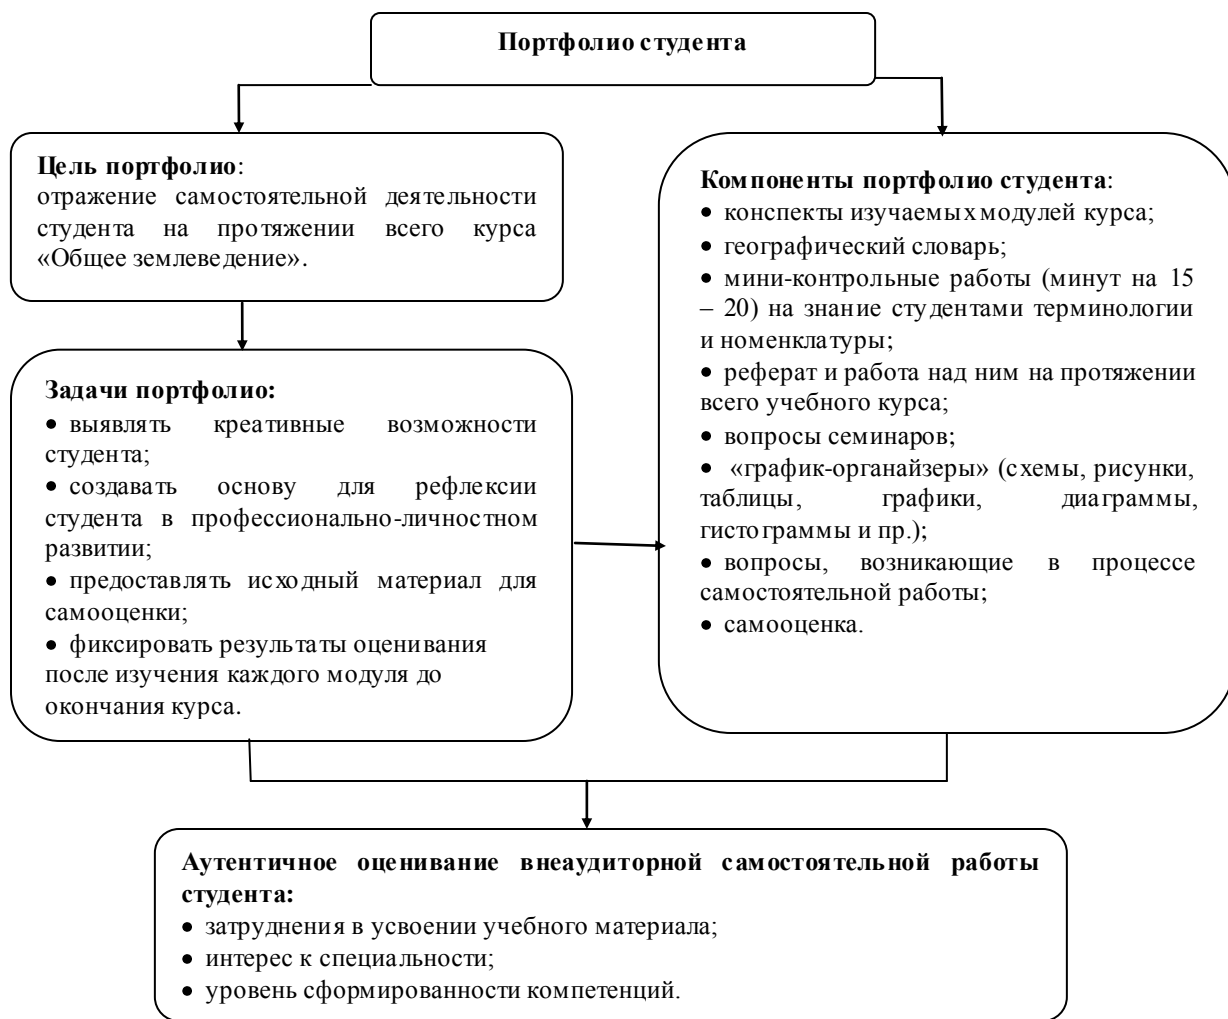 Портфолио студента
Цель портфолио:
отражение самостоятельной деятельности
студента на протяжении всего курса
«Общее землеведение».
Задачи портфолио:
• выявлять креативные возможности
студента;
• создавать основу для рефлексии
студента в профессионально-личностном
развитии;
• предоставлять исходный материал для
самооценки;
• фиксировать результаты оценивания
после изучения каждого модуля до
окончания курса.
Компоненты портфолио студента:
• конспекты изучаемых модулей курса;
• географический словарь;
• мини-контрольные работы (минут на 15
– 20) на знание студентами терминологии
и номенклатуры;
• реферат и работа над ним на протяжении
всего учебного курса;
• вопросы семинаров;
• «график-органайзеры» (схемы, рисунки,
таблицы, графики, диаграммы,
гистограммы и пр.);
• вопросы, возникающие в процессе
самостоятельной работы;
• самооценка.
Аутентичное оценивание внеаудиторной самостоятельной работы
студента:
• затруднения в усвоении учебного материала;
• интерес к специальности;
• уровень сформированности компетенций.